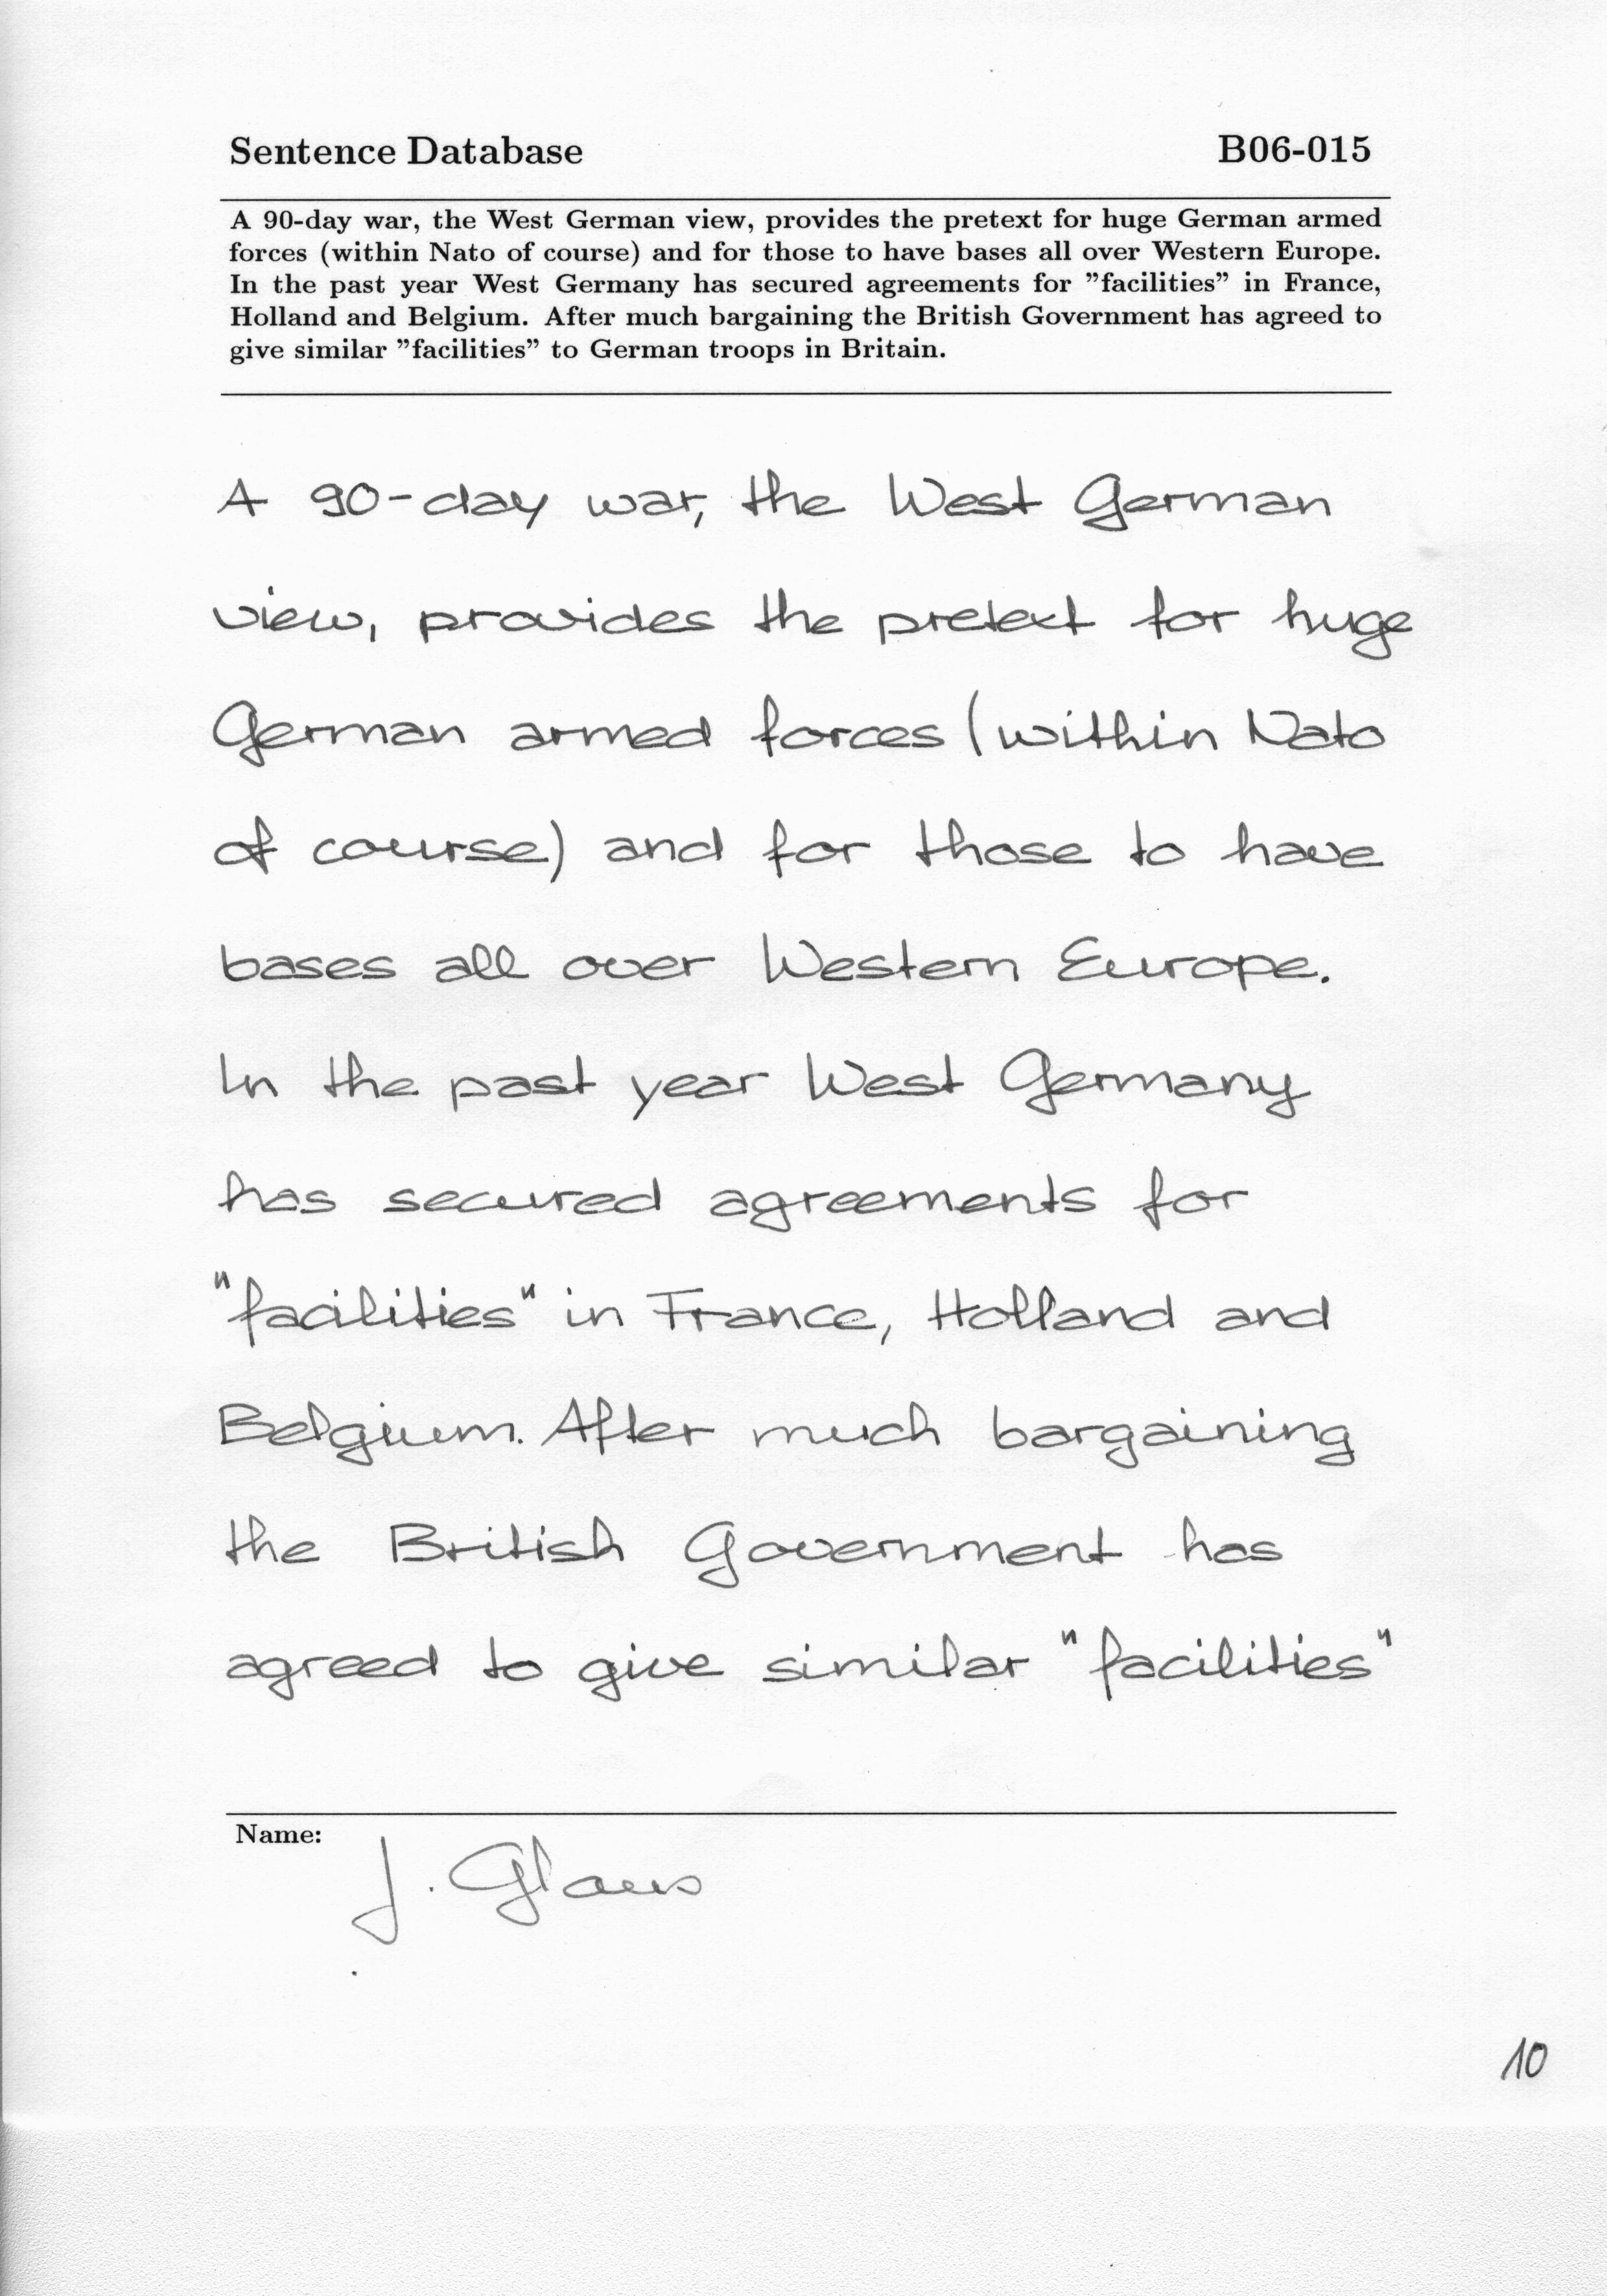 Sentence Database B06-015
A 90-day war, the West German view, provides the pretext for huge German armed
forces (within Nato of course) and for those to have bases all over Western Europe.
In the past year West Germany has secured agreements for ”facilities” in France,
Holland and Belgium. After much bargaining the British Government has agreed to
give similar ”facilities” to German troops in Britain.
A 90-day war, the West German
view, provides the pretext for huge
German armed forces (within Nato
of course) and for those to have
bases all over Western Europe.
In the past year West Germany
has secured agreements for
"facilities" in France, Holland and
Belgium. After much bargaining
the British Government has
agreed to give similar "facilities"
Name:
J. Glaus
10